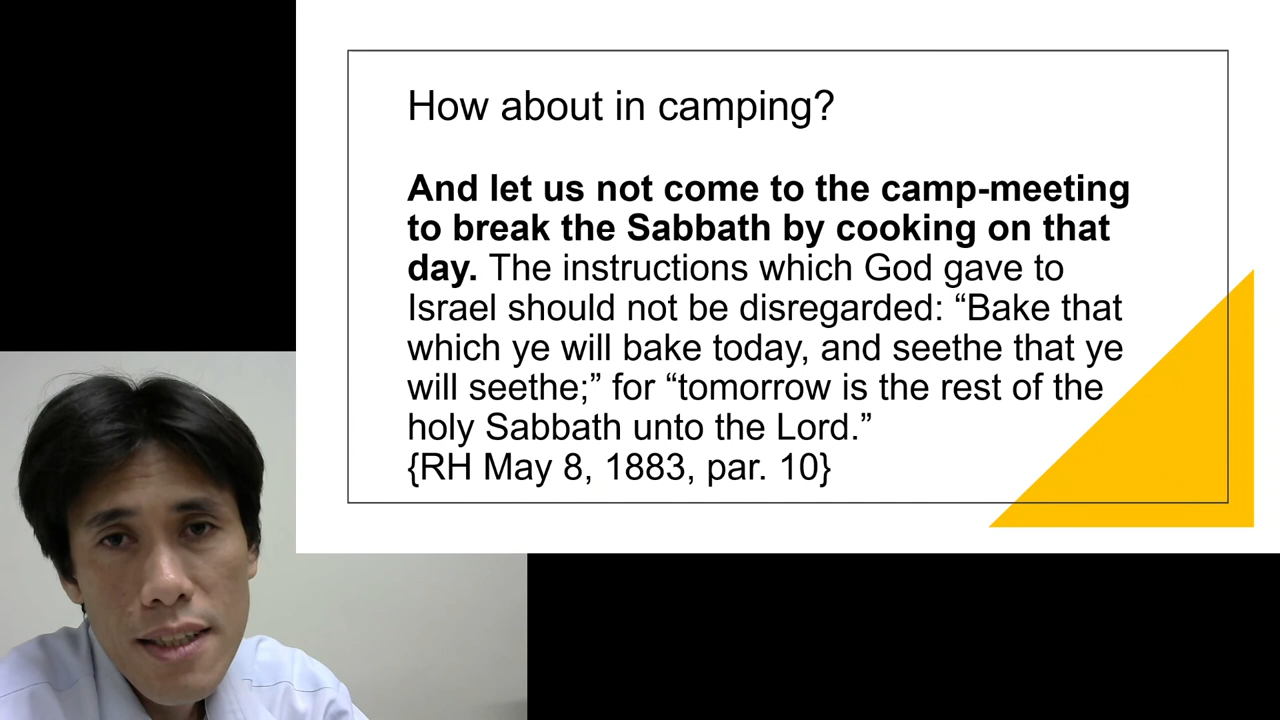 How about in camping?
And let us not come to the camp-meeting
to break the Sabbath by cooking on that
day. The instructions which God gave to
Israel should not be disregarded: “Bake that
which ye will bake today, and seethe that ye
will seethe;” for “tomorrow is the rest of the
holy Sabbath unto the Lord.”
{RH May 8, 1883, par. 10}